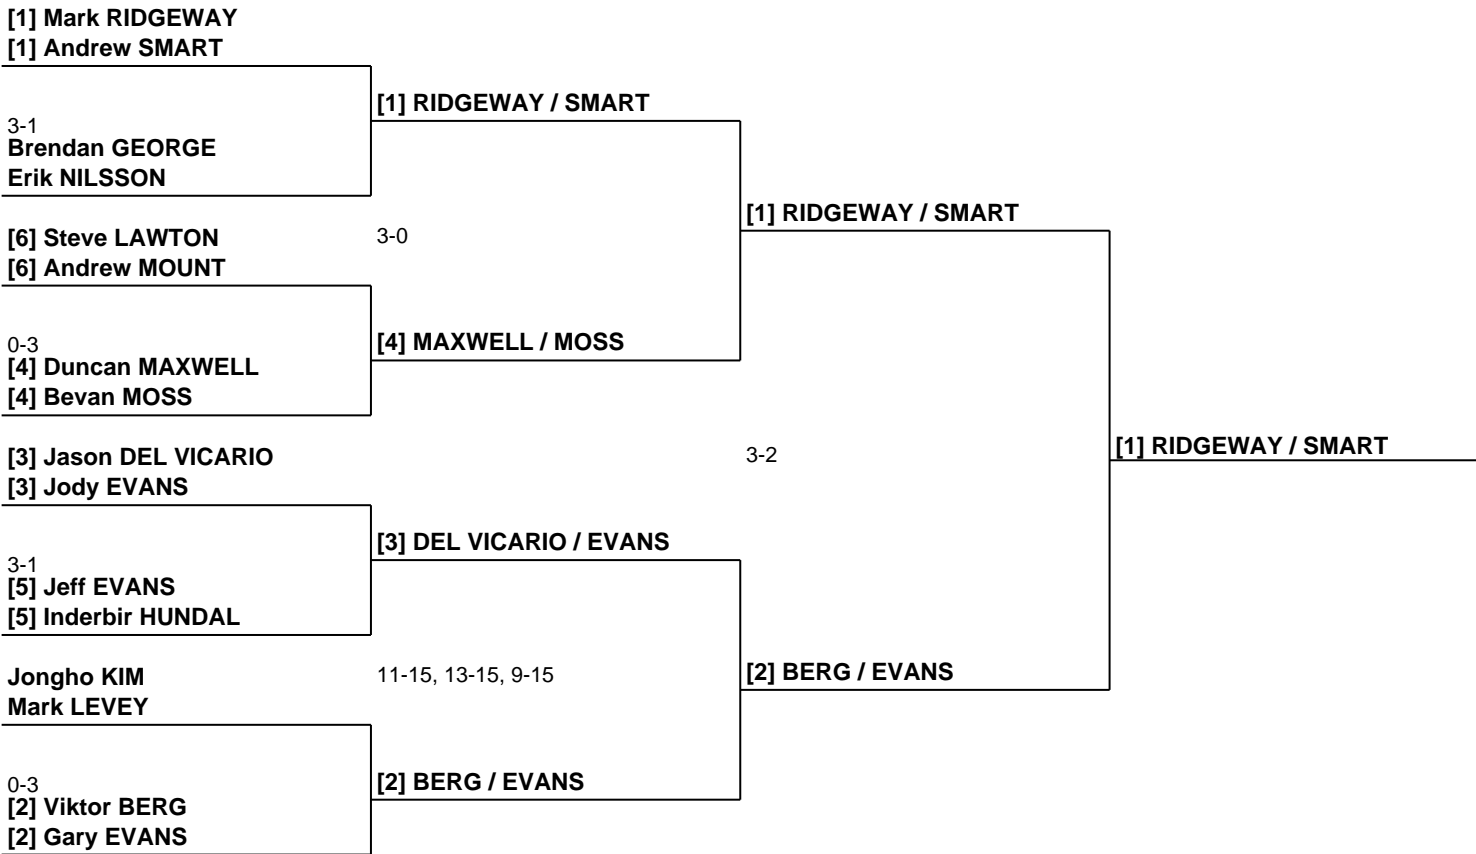 [1] Mark RIDGEWAY
[1] Andrew SMART
[1] RIDGEWAY / SMART
3-1
Brendan GEORGE
Erik NILSSON
[1] RIDGEWAY / SMART
[6] Steve LAWTON
3-0
[6] Andrew MOUNT
[4] MAXWELL / MOSS
0-3
[4] Duncan MAXWELL
[4] Bevan MOSS
[1] RIDGEWAY / SMART
[3] Jason DEL VICARIO
3-2
[3] Jody EVANS
[3] DEL VICARIO / EVANS
3-1
[5] Jeff EVANS
[5] Inderbir HUNDAL
Jongho KIM
11-15, 13-15, 9-15
[2] BERG / EVANS
Mark LEVEY
[2] BERG / EVANS
0-3
[2] Viktor BERG
[2] Gary EVANS